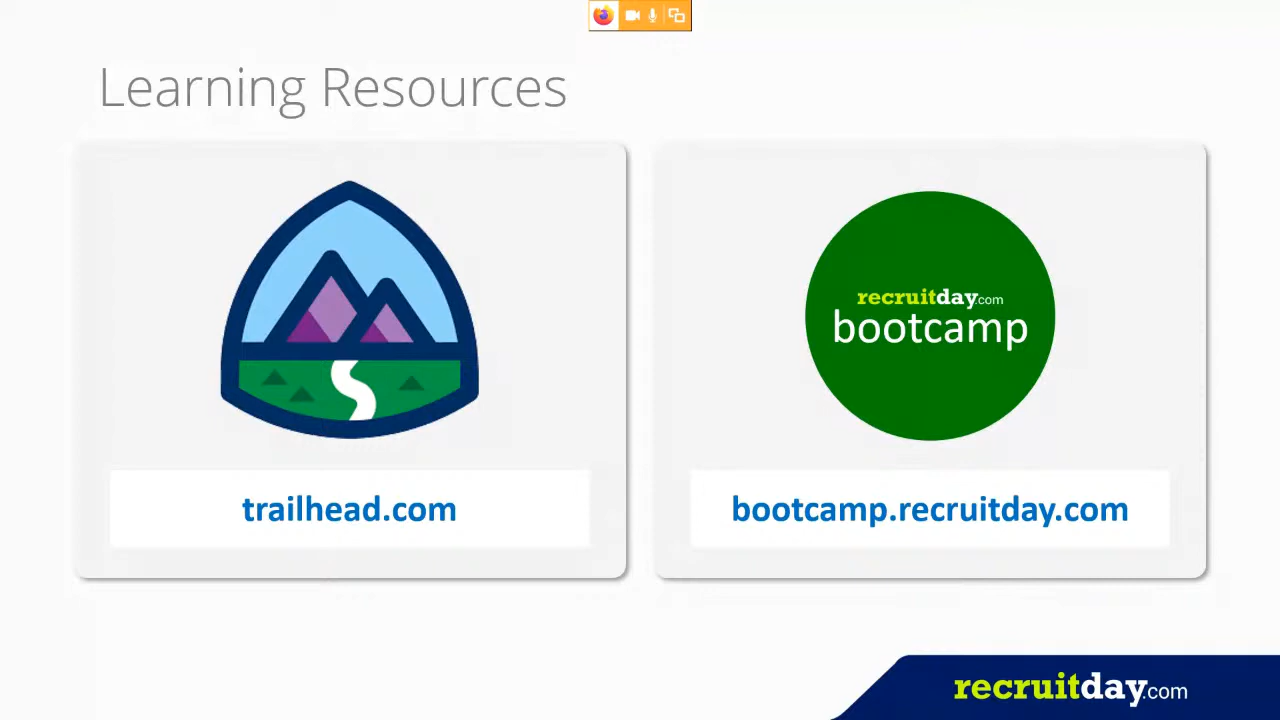 Learning Resources
recruitday.com
bootcamp
trailhead.com
bootcamp.recruitday.com
recruitday.com